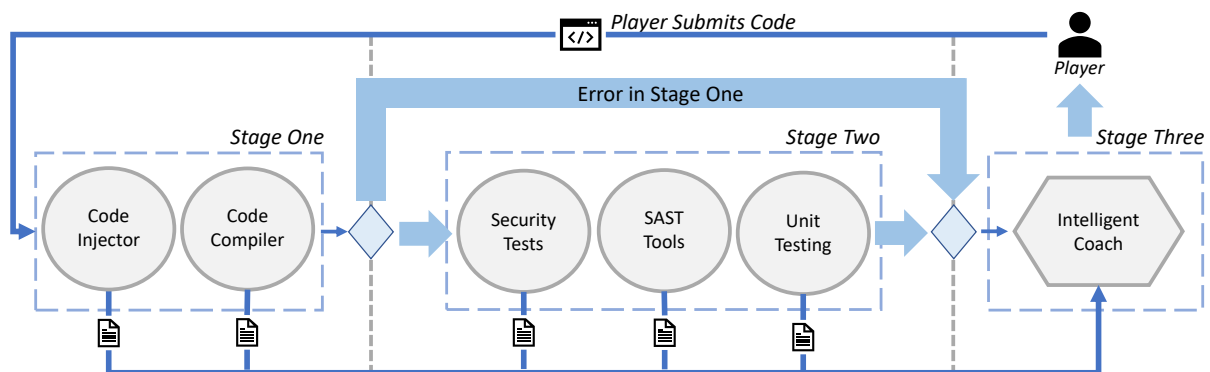 </>
Player Submits Code
Player
Error in Stage One
Stage One
Stage Two
Stage Three
Code
Injector
Code
Compiler
Security
Tests
SAST
Tools
Unit
Testing
Intelligent
Coach